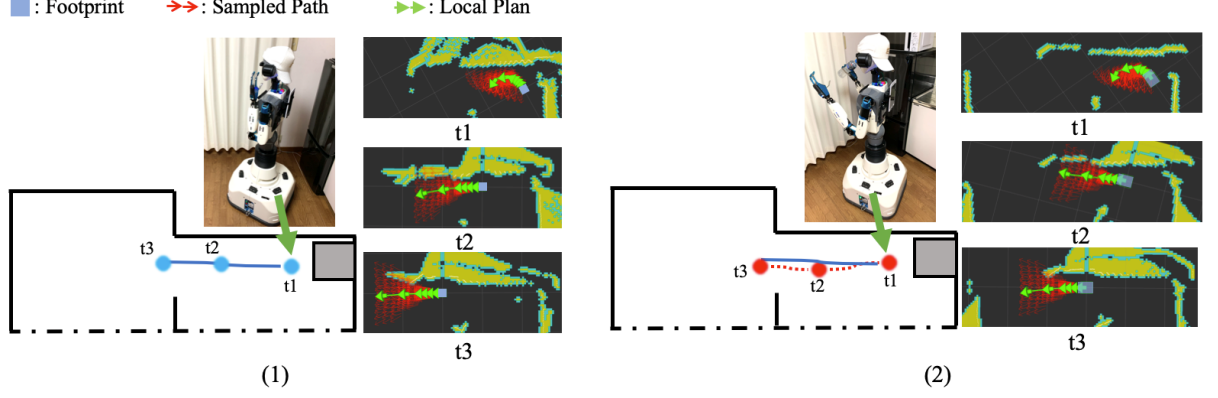 : Footprint : Sampled Path : Local Plan
t1
t2
t3
t3 t2 t1
(1)
t1
t2
t3
t3 t2 t1
(2)